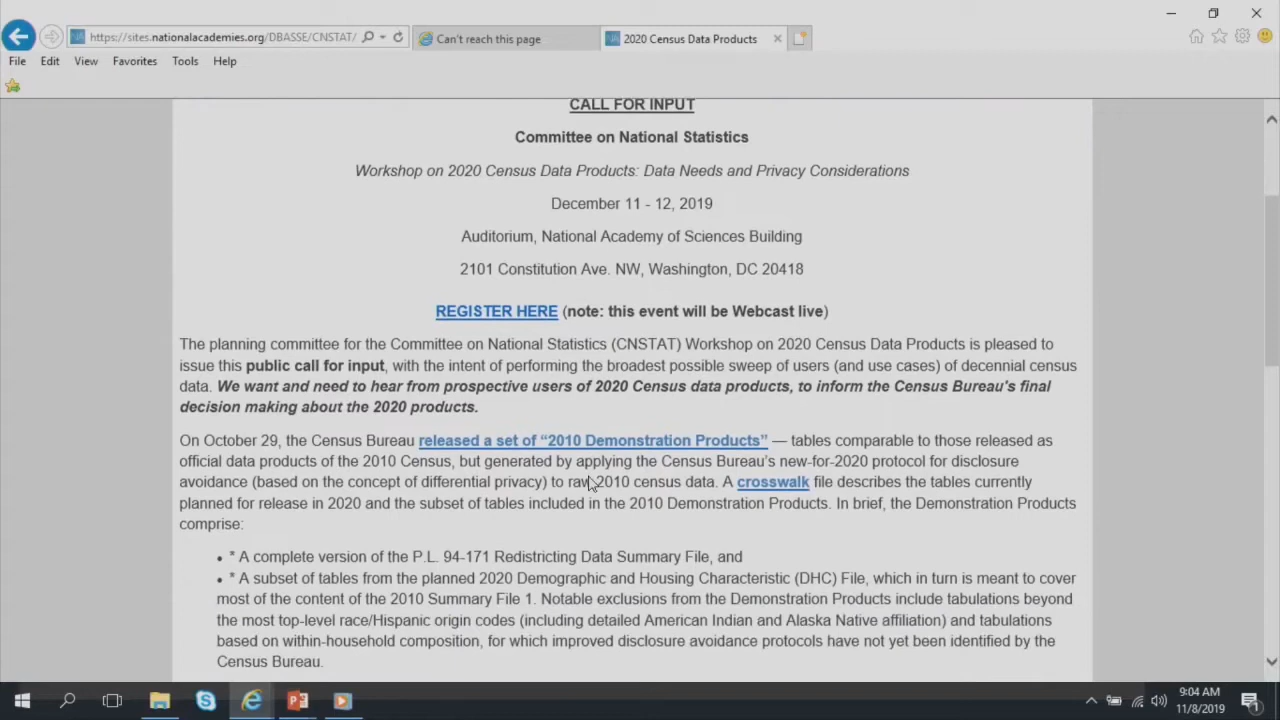 https://sites.nationalacademies.org/DBASSE/CNSTAT/
Can't reach this page
2020 Census Data Products
File Edit View Favorites Tools Help
CALL FOR INPUT
Committee on National Statistics
Workshop on 2020 Census Data Products: Data Needs and Privacy Considerations
December 11 - 12, 2019
Auditorium, National Academy of Sciences Building
2101 Constitution Ave. NW, Washington, DC 20418
REGISTER HERE (note: this event will be Webcast live)
The planning committee for the Committee on National Statistics (CNSTAT) Workshop on 2020 Census Data Products is pleased to
issue this public call for input, with the intent of performing the broadest possible sweep of users (and use cases) of decennial census
data. We want and need to hear from prospective users of 2020 Census data products, to inform the Census Bureau's final
decision making about the 2020 products.
On October 29, the Census Bureau released a set of “2010 Demonstration Products” — tables comparable to those released as
official data products of the 2010 Census, but generated by applying the Census Bureau’s new-for-2020 protocol for disclosure
avoidance (based on the concept of differential privacy) to raw 2010 census data. A crosswalk file describes the tables currently
planned for release in 2020 and the subset of tables included in the 2010 Demonstration Products. In brief, the Demonstration Products
comprise:
• * A complete version of the P.L. 94-171 Redistricting Data Summary File, and
• * A subset of tables from the planned 2020 Demographic and Housing Characteristic (DHC) File, which in turn is meant to cover
most of the content of the 2010 Summary File 1. Notable exclusions from the Demonstration Products include tabulations beyond
the most top-level race/Hispanic origin codes (including detailed American Indian and Alaska Native affiliation) and tabulations
based on within-household composition, for which improved disclosure avoidance protocols have not yet been identified by the
Census Bureau.
9:04 AM
11/8/2019